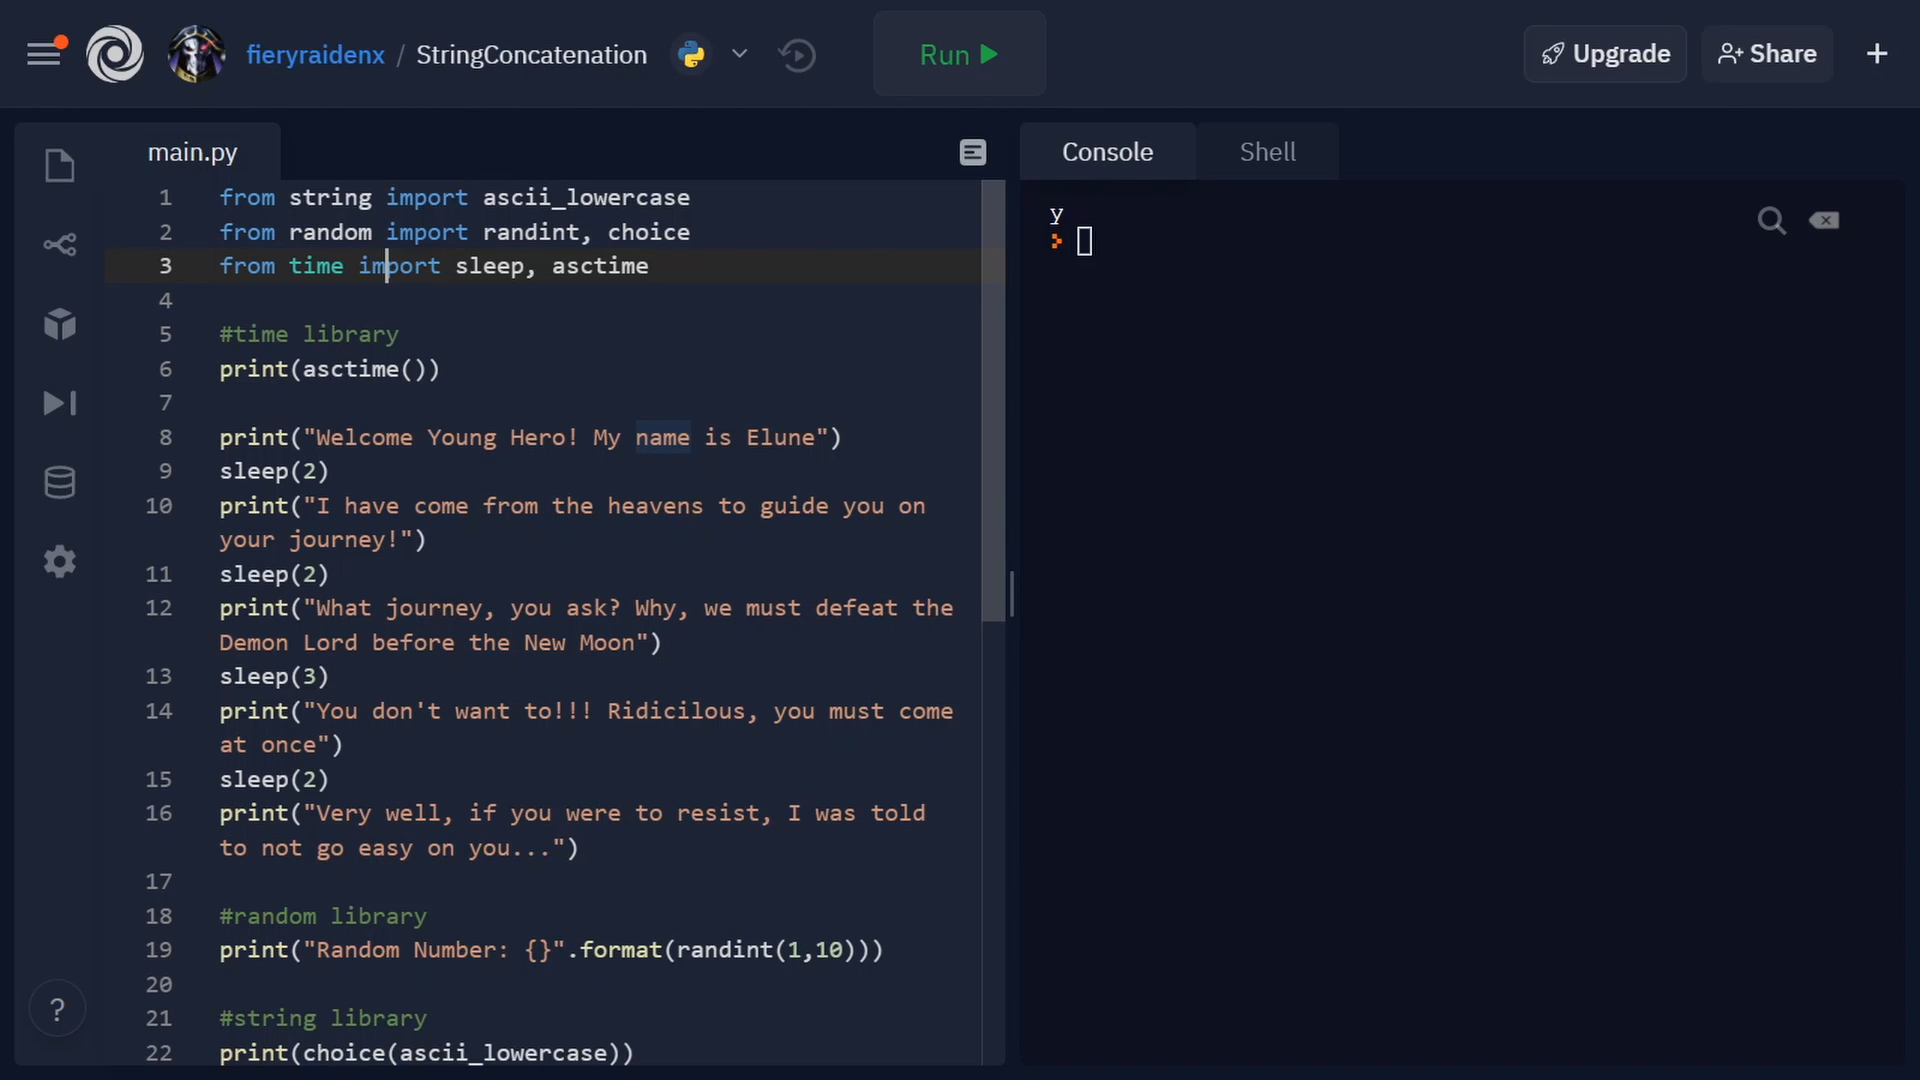 fieryraidenx / StringConcatenation
Run
Upgrade
Share
main.py
1 from string import ascii_lowercase
2 from random import randint, choice
3 from time import sleep, asctime
4
5 #time library
6 print(asctime())
7
8 print("Welcome Young Hero! My name is Elune")
9 sleep(2)
10 print("I have come from the heavens to guide you on
your journey!")
11 sleep(2)
12 print("What journey, you ask? Why, we must defeat the
Demon Lord before the New Moon")
13 sleep(3)
14 print("You don't want to!!! Ridicilous, you must come
at once")
15 sleep(2)
16 print("Very well, if you were to resist, I was told
to not go easy on you...")
17
18 #random library
19 print("Random Number: {}".format(randint(1,10)))
20
21 #string library
22 print(choice(ascii_lowercase))
?
Console
Shell
y